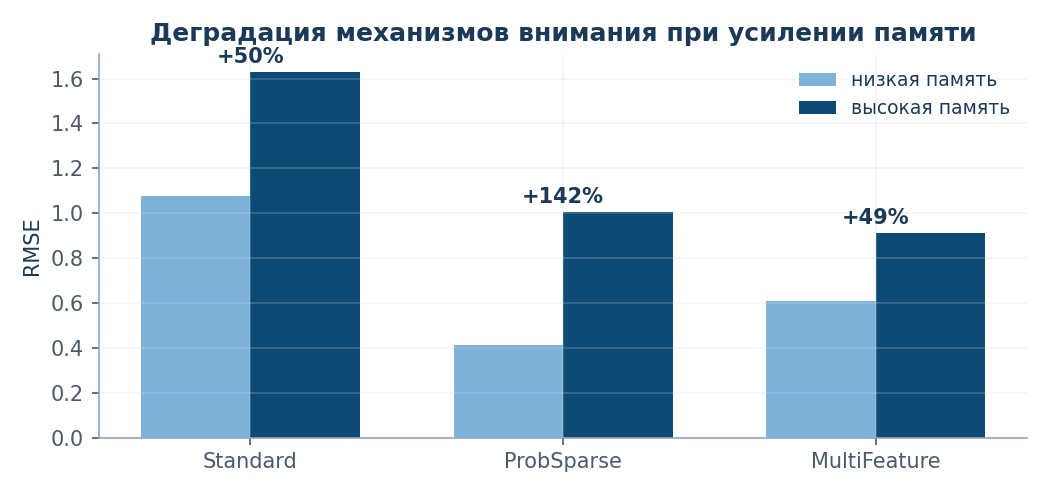 Деградация механизмов внимания при усилении памяти
+50%
+142%
+49%
низкая память
высокая память
RMSE
1.6
1.4
1.2
1.0
0.8
0.6
0.4
0.2
0.0
Standard
ProbSparse
MultiFeature